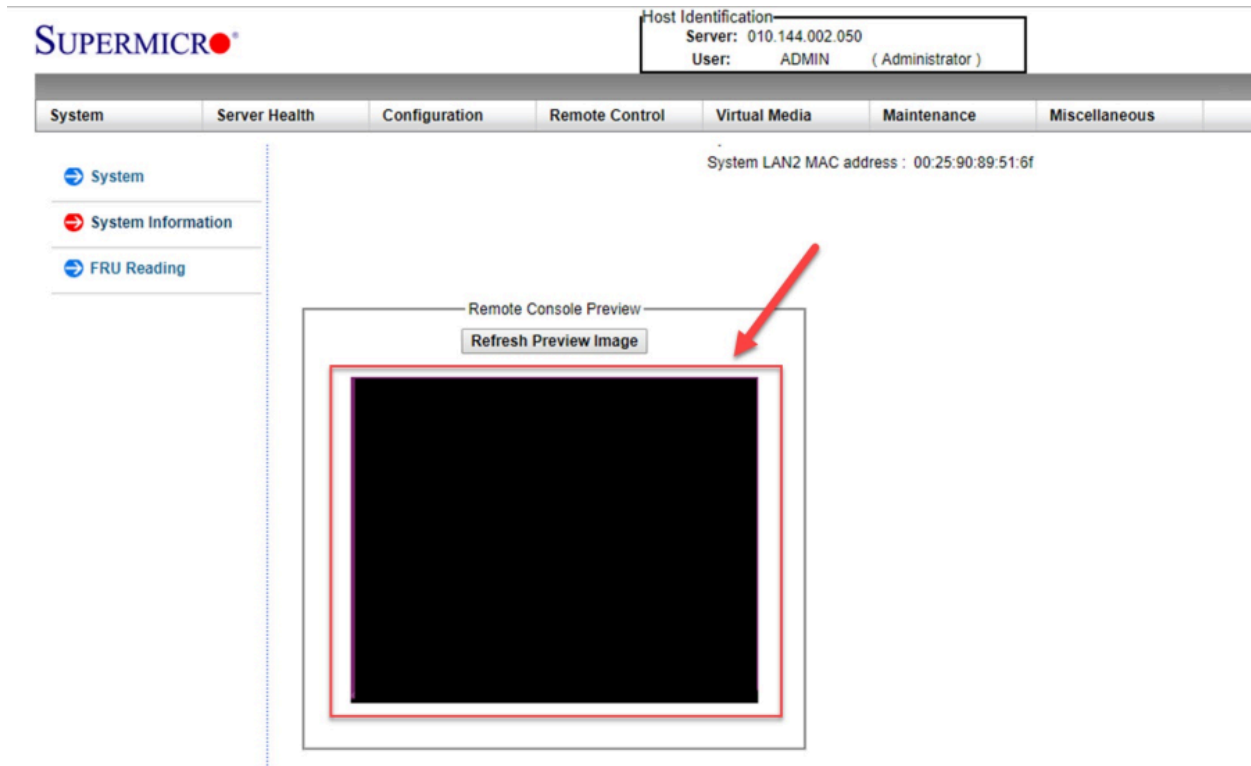 SUPERMICRO
Host Identification
Server: 010.144.002.050
User: ADMIN ( Administrator )
System Server Health Configuration Remote Control Virtual Media Maintenance Miscellaneous
System LAN2 MAC address : 00:25:90:89:51:6f
System
System Information
FRU Reading
Remote Console Preview
Refresh Preview Image